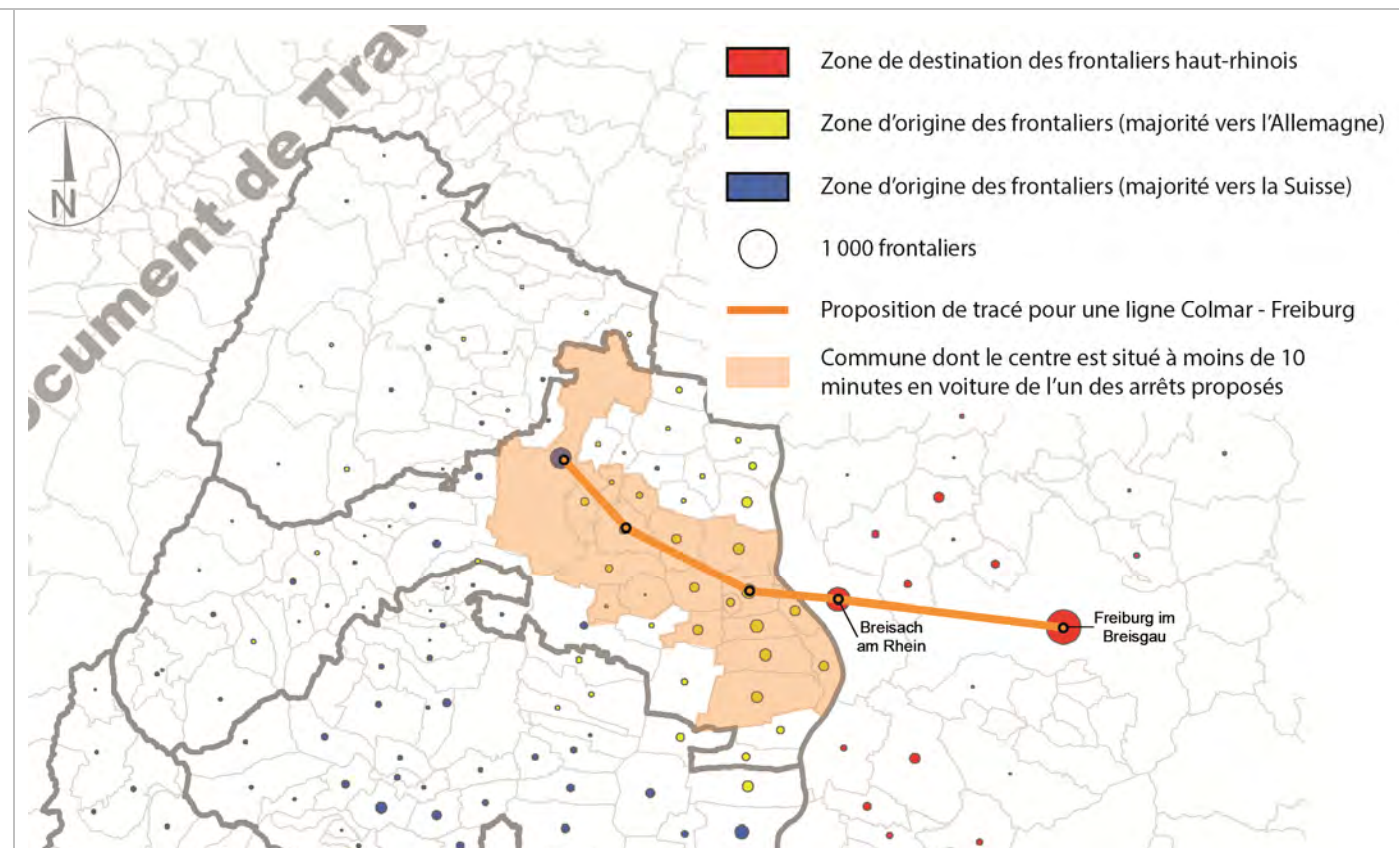 ocument de Trav
N
Zone de destination des frontaliers haut-rhinois
Zone d’origine des frontaliers (majorité vers l’Allemagne)
Zone d’origine des frontaliers (majorité vers la Suisse)
1 000 frontaliers
Proposition de tracé pour une ligne Colmar - Freiburg
Commune dont le centre est situé à moins de 10
minutes en voiture de l’un des arrêts proposés
Breisach
am Rhein
Freiburg im
Breisgau